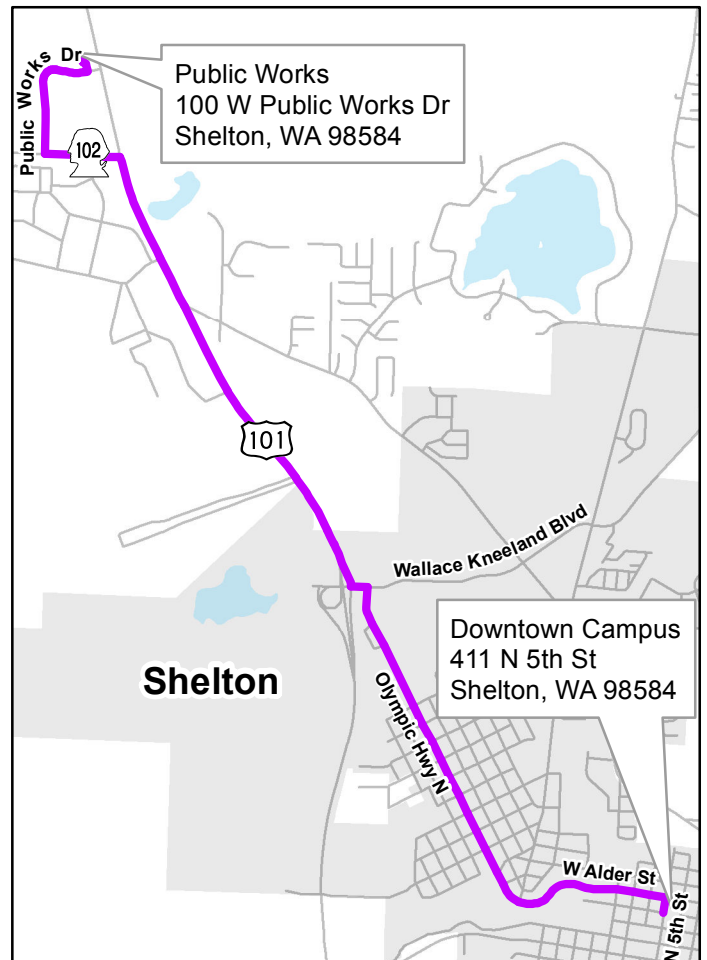 Public Works Dr
Public Works
100 W Public Works Dr
Shelton, WA 98584
102
101
Wallace Kneeland Blvd
Downtown Campus
411 N 5th St
Shelton, WA 98584
Shelton
Olympic Hwy N
W Alder St
N 5th St